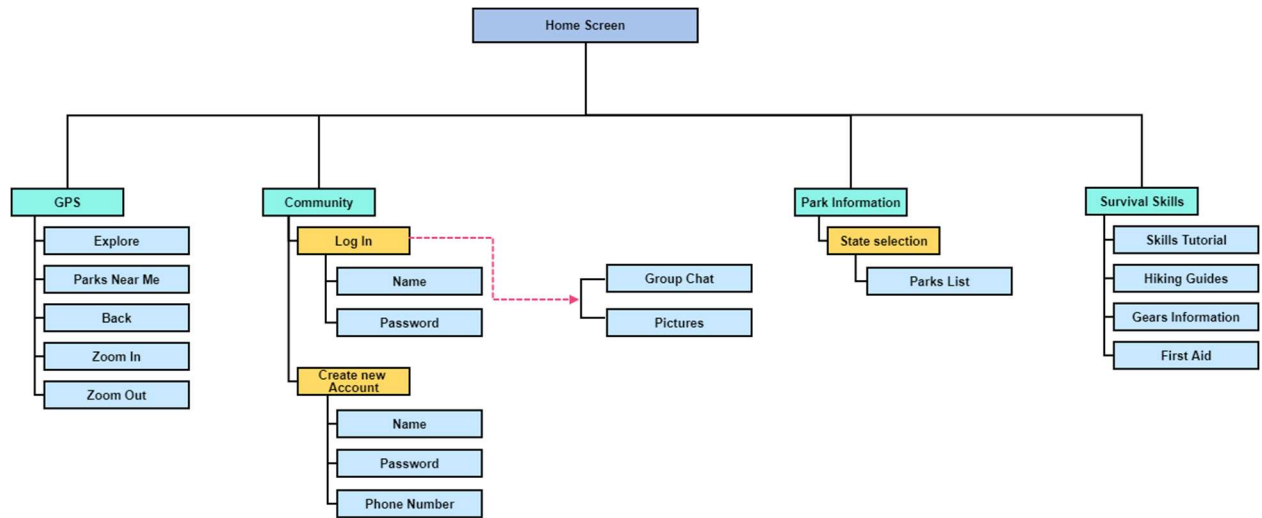 Home Screen
GPS
Explore
Parks Near Me
Back
Zoom In
Zoom Out
Community
Log In
Name
Password
Group Chat
Pictures
Create new
Account
Name
Password
Phone Number
Park Information
State selection
Parks List
Survival Skills
Skills Tutorial
Hiking Guides
Gears Information
First Aid